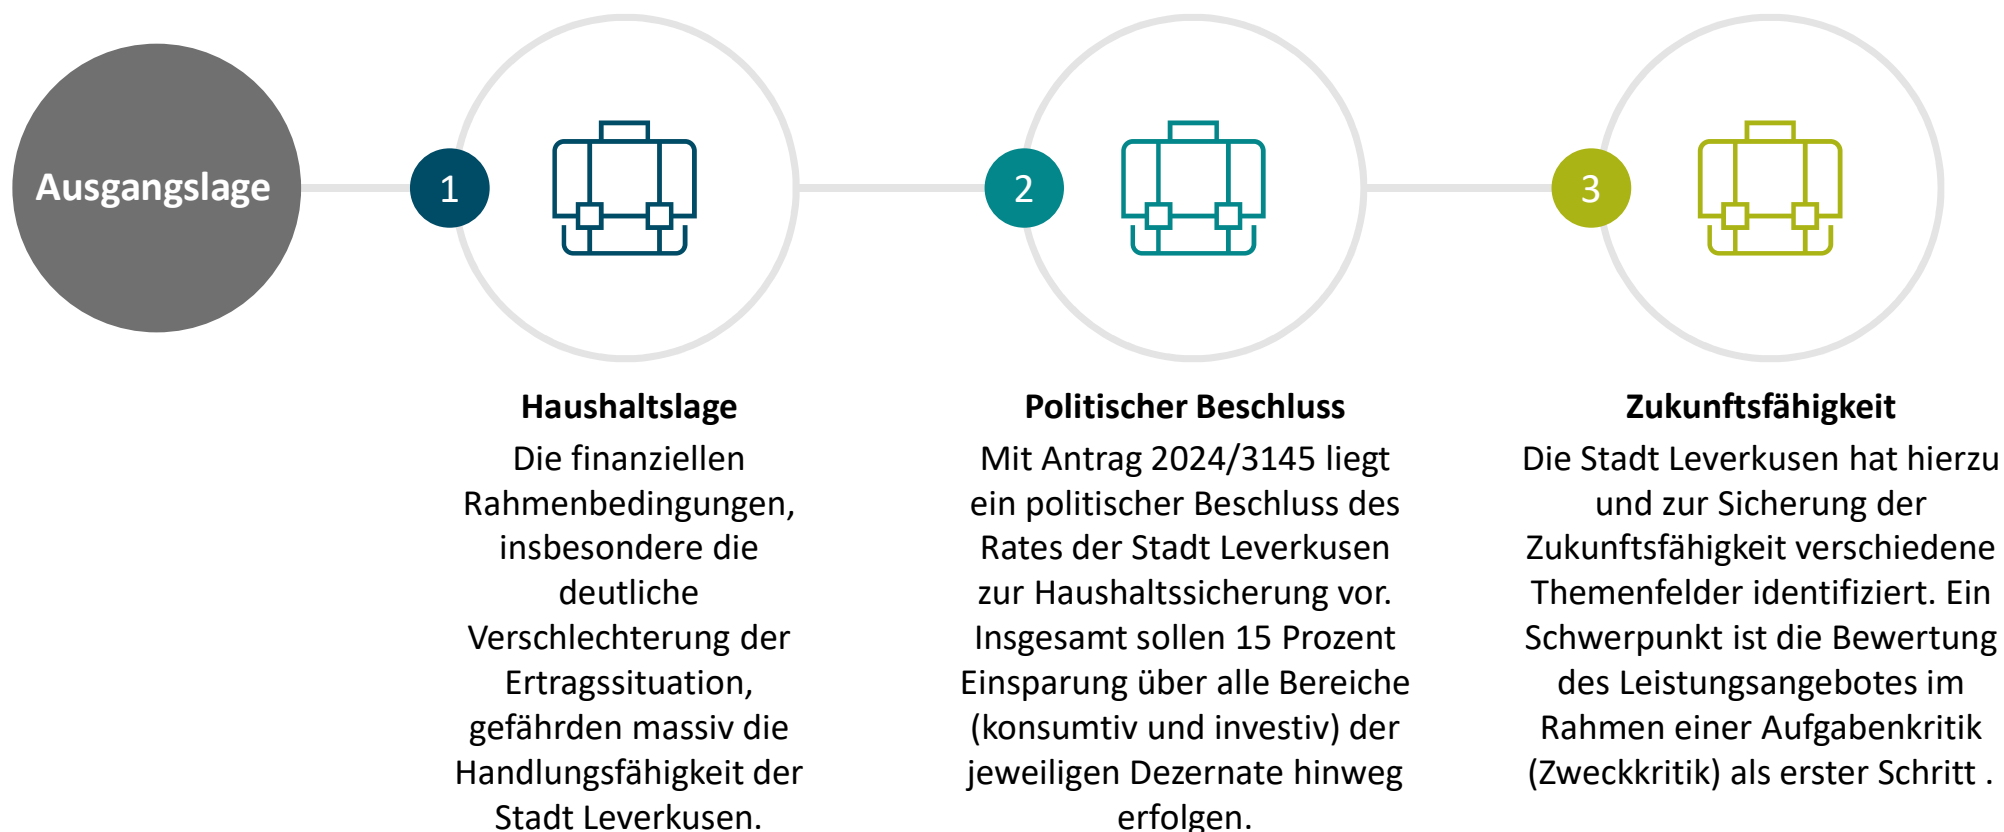 Ausgangslage
1
Haushaltslage
Die finanziellen
Rahmenbedingungen,
insbesondere die
deutliche
Verschlechterung der
Ertragssituation,
gefährden massiv die
Handlungsfähigkeit der
Stadt Leverkusen.
2
Politischer Beschluss
Mit Antrag 2024/3145 liegt
ein politischer Beschluss des
Rates der Stadt Leverkusen
zur Haushaltssicherung vor.
Insgesamt sollen 15 Prozent
Einsparung über alle Bereiche
(konsumtiv und investiv) der
jeweiligen Dezernate hinweg
erfolgen.
3
Zukunftsfähigkeit
Die Stadt Leverkusen hat hierzu
und zur Sicherung der
Zukunftsfähigkeit verschiedene
Themenfelder identifiziert. Ein
Schwerpunkt ist die Bewertung
des Leistungsangebotes im
Rahmen einer Aufgabenkritik
(Zweckkritik) als erster Schritt .